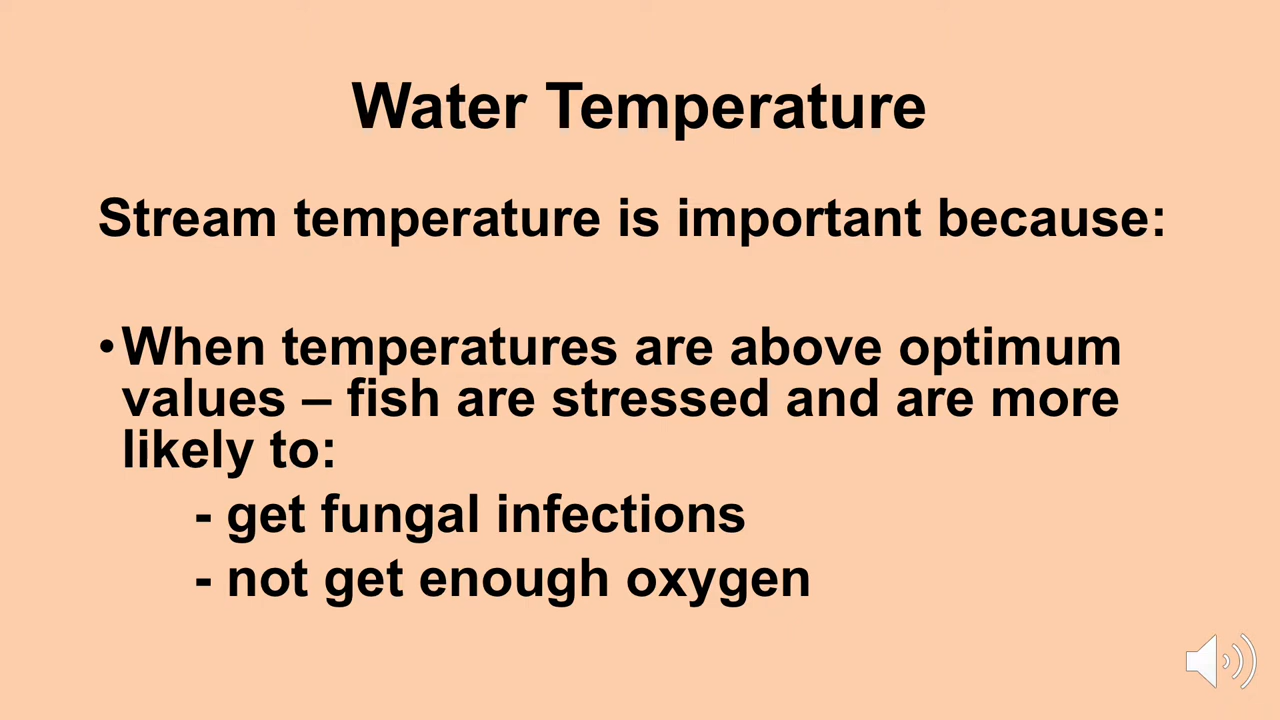 Water Temperature
Stream temperature is important because:
•When temperatures are above optimum
values – fish are stressed and are more
likely to:
- get fungal infections
- not get enough oxygen